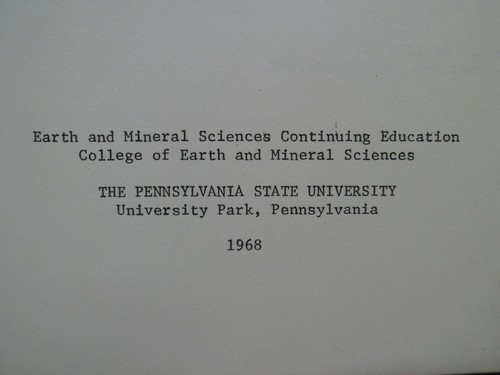 Earth and Mineral Sciences Continuing Education
College of Earth and Mineral Sciences
THE PENNSYLVANIA STATE UNIVERSITY
University Park, Pennsylvania
1968